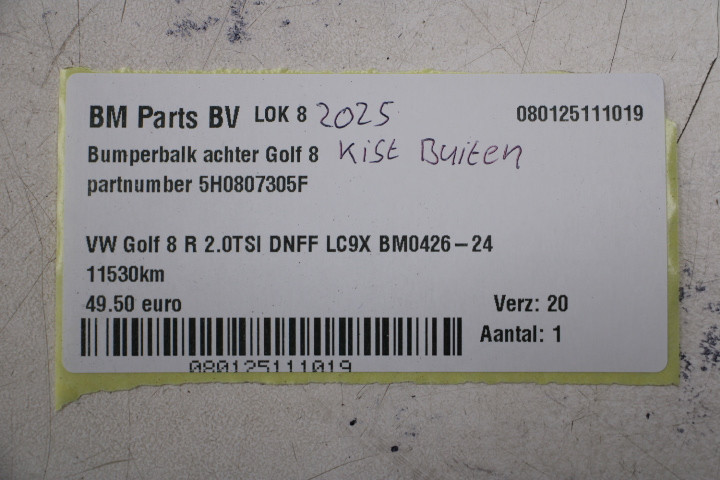 BM Parts BV LOK 8 2025 080125111019
Bumperbalk achter Golf 8 Kist Buiten
partnumber 5H0807305F
VW Golf 8 R 2.0TSI DNFF LC9X BM0426-24
11530km
49.50 euro Verz: 20
Aantal: 1
080125111019